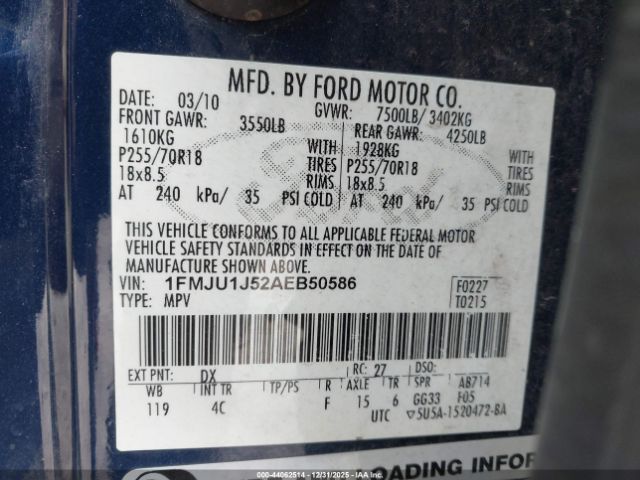 MFD. BY FORD MOTOR CO.
DATE: 03/10 GVWR: 7500LB/ 3402KG
FRONT GAWR: 3550LB REAR GAWR: 4250LB
1610KG WITH 1928KG WITH
P255/70R18 TIRES P255/70R18 TIRES
18x8.5 RIMS 18x8.5 RIMS
AT 240 kPa/ 35 PSI COLD AT 240 kPa/ 35 PSI COLD
THIS VEHICLE CONFORMS TO ALL APPLICABLE FEDERAL MOTOR
VEHICLE SAFETY STANDARDS IN EFFECT ON THE DATE OF
MANUFACTURE SHOWN ABOVE.
VIN: 1FMJU1J52AEB50586 F0227
TYPE: MPV T0215
EXT PNT: DX RC: 27 DSO:
WB INT TR TP/PS R AXLE TR SPR AB714
119 4C F 15 6 GG33 F05
UTC ▽5U5A-1520472-BA
OADING INFOR
000-44062514 - 12/31/2025 - IAAI.COM